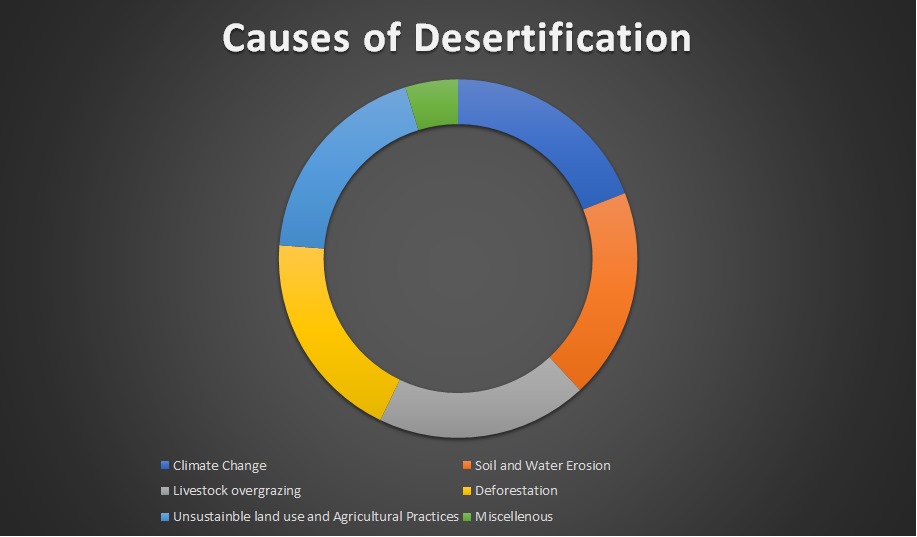 Causes of Desertification
Climate Change
Soil and Water Erosion
Livestock overgrazing
Deforestation
Unsustainble land use and Agricultural Practices
Miscellenous